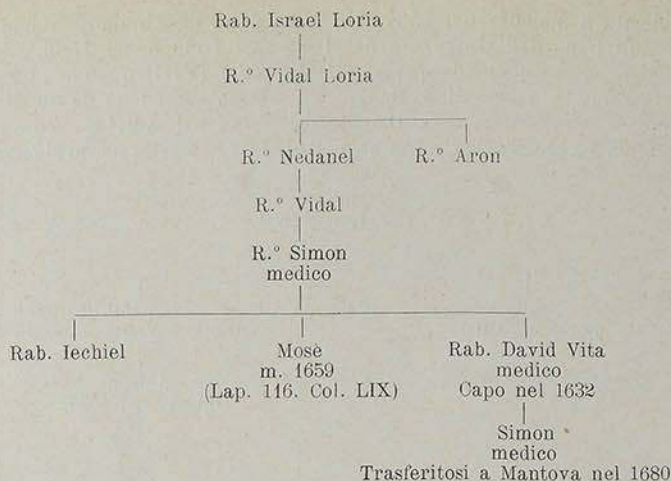 Rab. Israel Loria
R.º Vidal Loria
R.º Nedanel R.º Aron
R.º Vidal
R.º Simon
medico
Rab. Iechiel Mosè Rab. David Vita
m. 1659 medico
(Lap. 116. Col. LIX) Capo nel 1632
Simon
medico
Trasferitosi a Mantova nel 1680